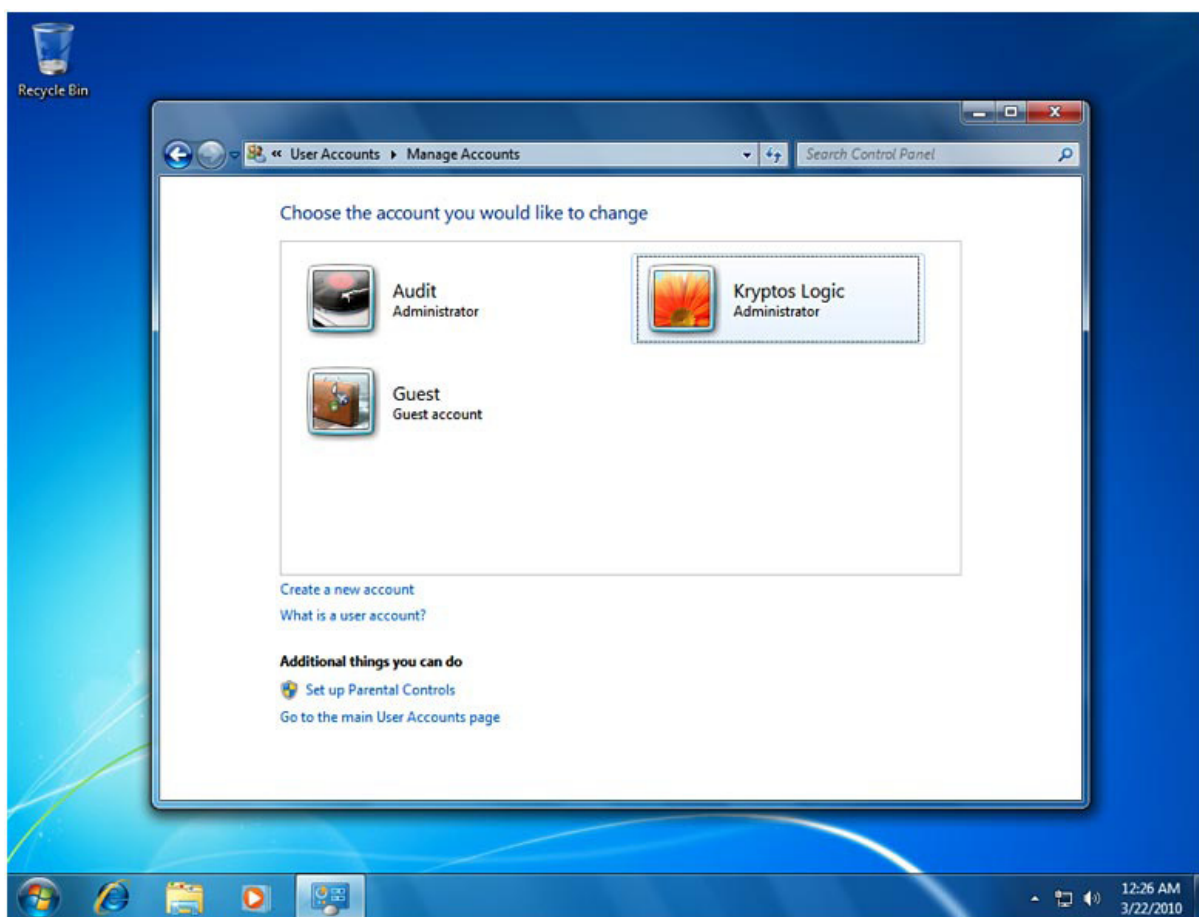 Recycle Bin
« User Accounts ▸ Manage Accounts
Search Control Panel
Choose the account you would like to change
Audit
Administrator
Kryptos Logic
Administrator
Guest
Guest account
Create a new account
What is a user account?
Additional things you can do
Set up Parental Controls
Go to the main User Accounts page
12:26 AM
3/22/2010